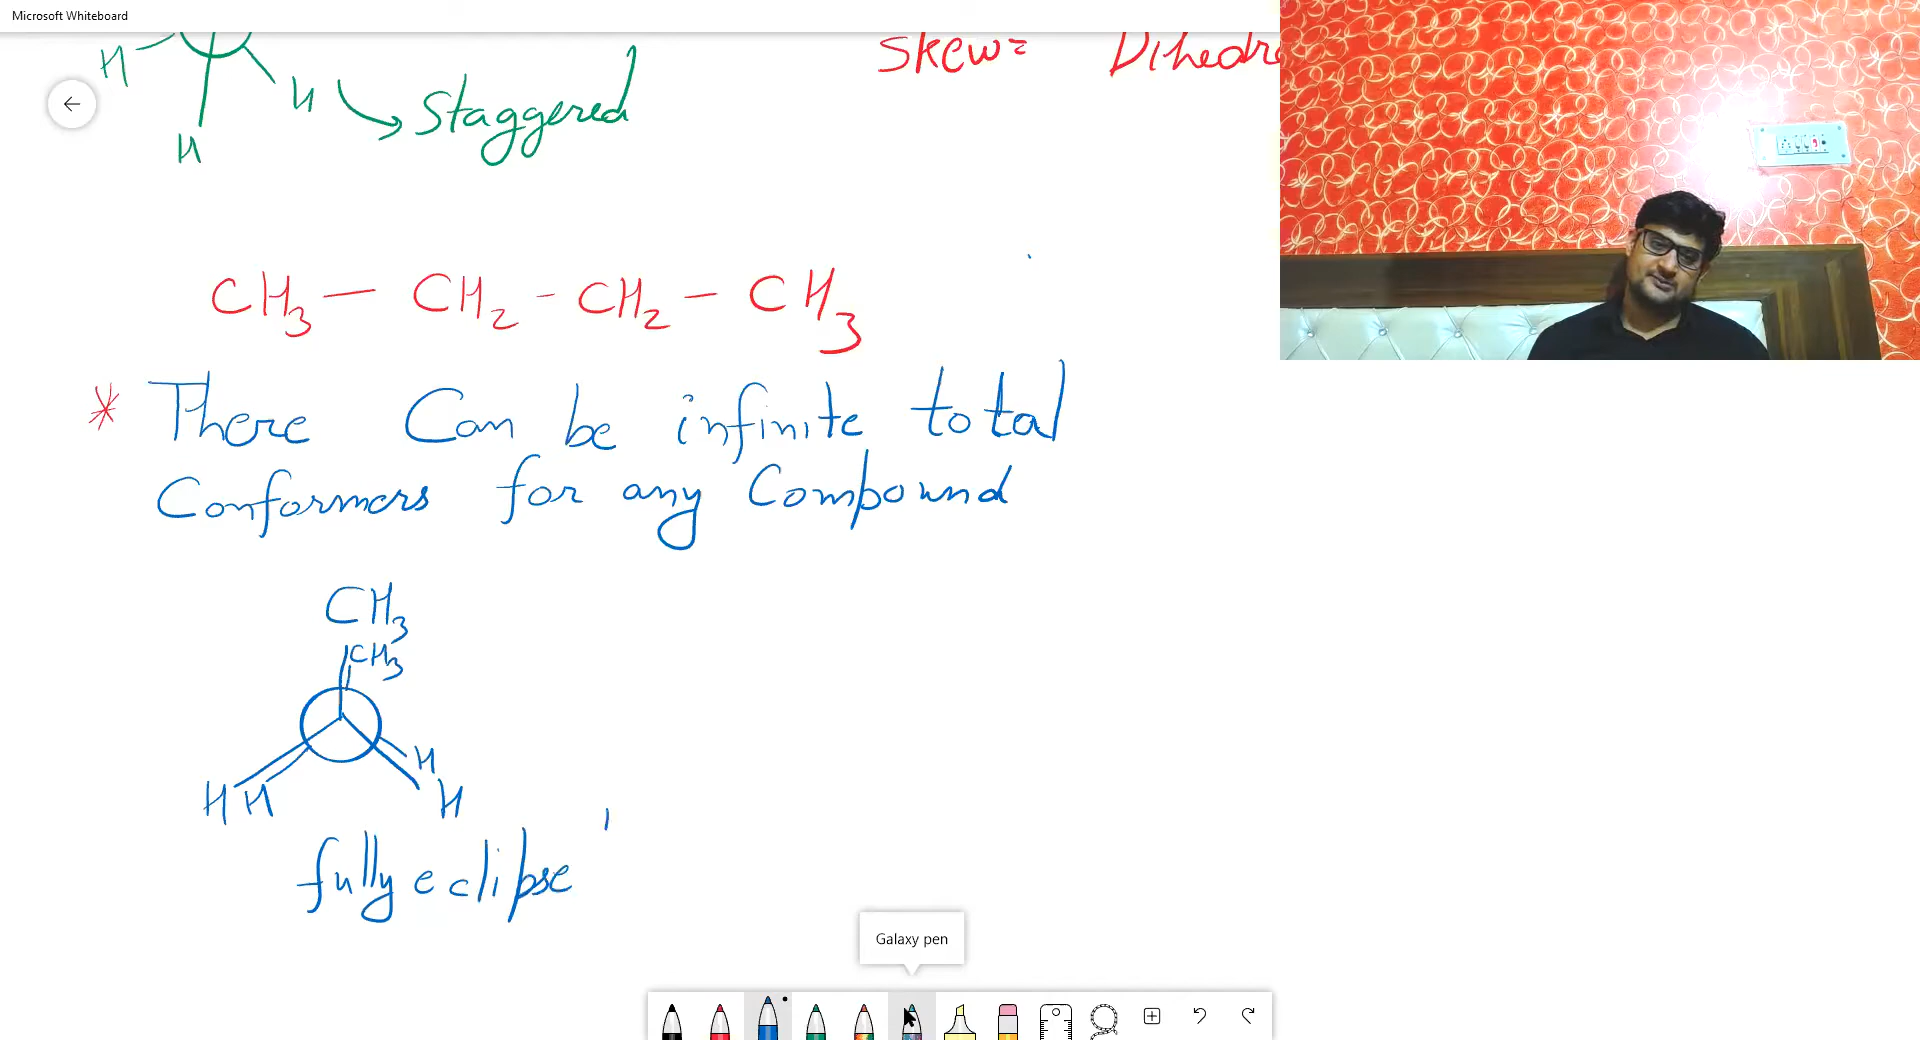 Microsoft Whiteboard
H
H
H
Staggered
Skew=
Dihedra
CH3 — CH2 - CH2 — CH3
* There Can be infinite total
Conformers for any Compound
CH3
CH3
H
H H
H
fully eclipse
Galaxy pen